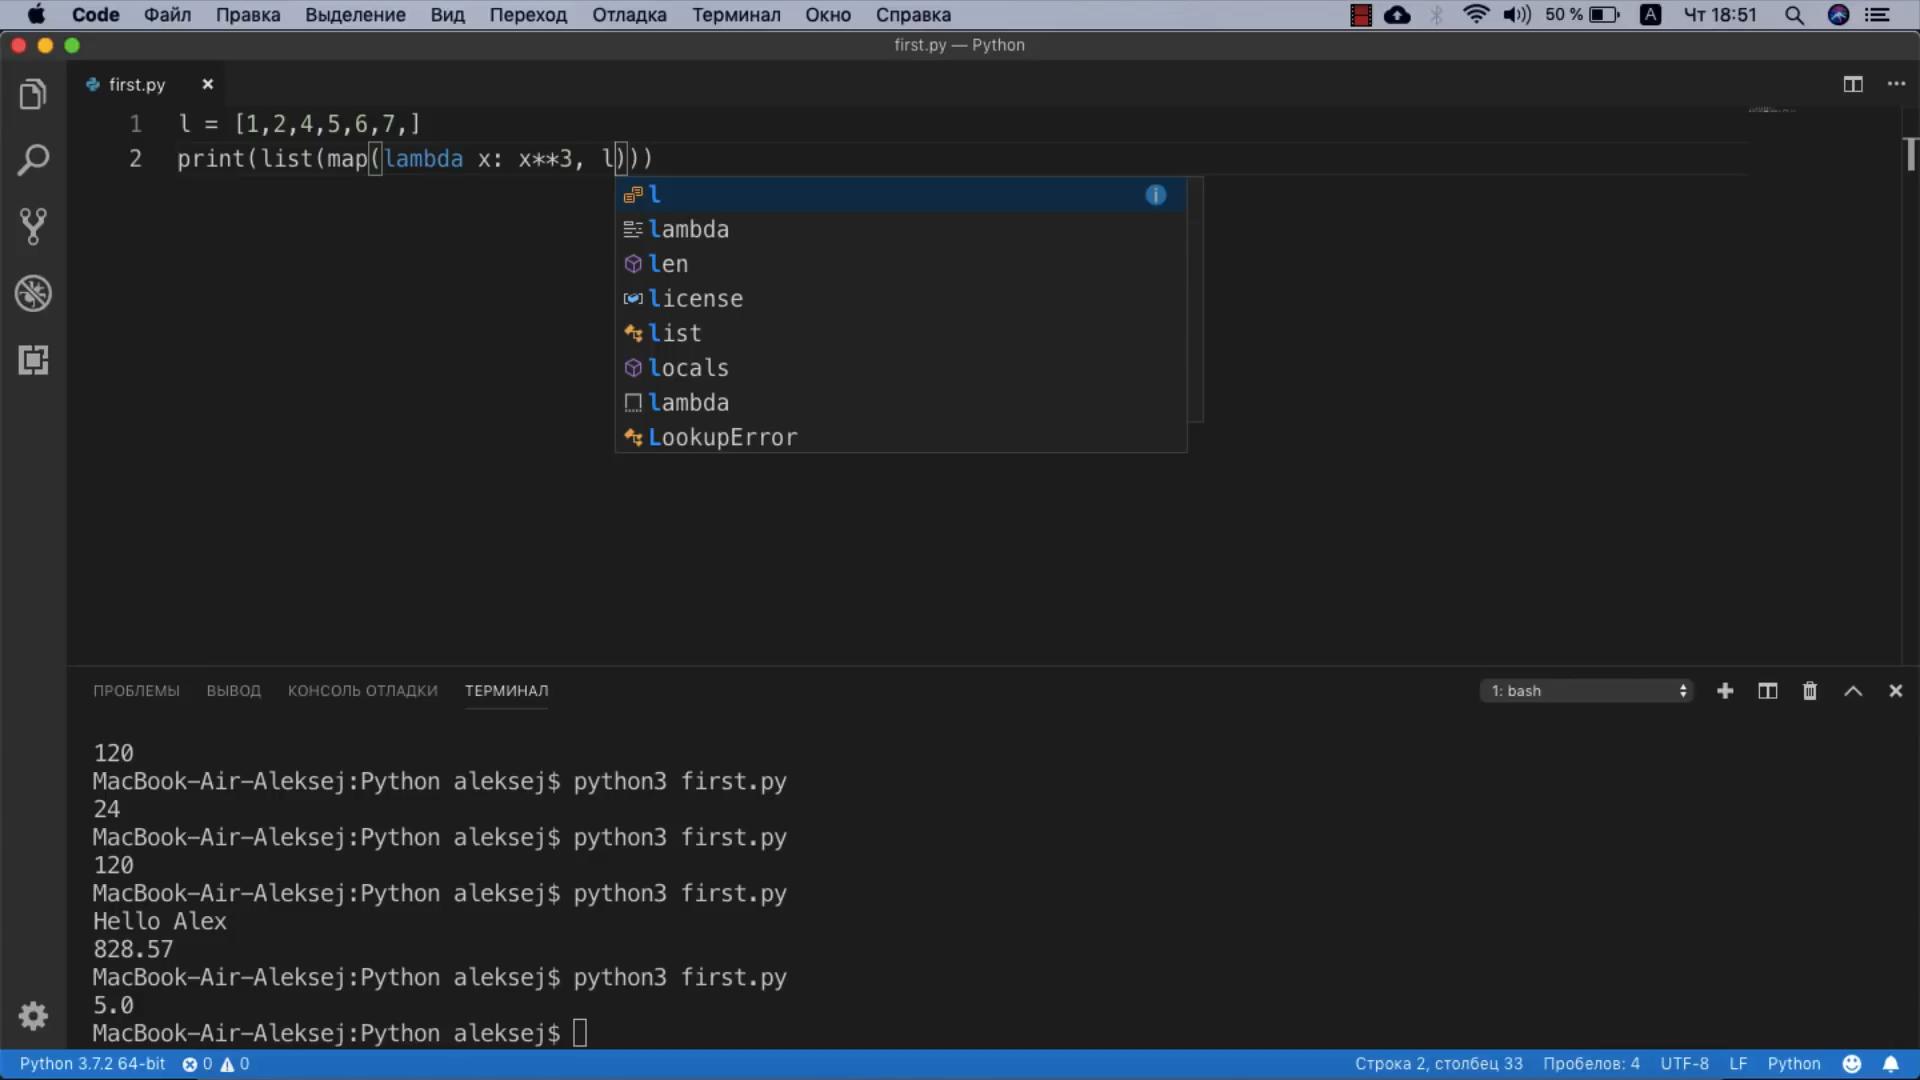 Code Файл Правка Выделение Вид Переход Отладка Терминал Окно Справка 50 % A Чт 18:51
first.py — Python
first.py
1 l = [1,2,4,5,6,7,]
2 print(list(map(lambda x: x**3, l)))
l
lambda
len
license
list
locals
lambda
LookupError
ПРОБЛЕМЫ ВЫВОД КОНСОЛЬ ОТЛАДКИ ТЕРМИНАЛ 1: bash
120
MacBook-Air-Aleksej:Python aleksej$ python3 first.py
24
MacBook-Air-Aleksej:Python aleksej$ python3 first.py
120
MacBook-Air-Aleksej:Python aleksej$ python3 first.py
Hello Alex
828.57
MacBook-Air-Aleksej:Python aleksej$ python3 first.py
5.0
MacBook-Air-Aleksej:Python aleksej$
Python 3.7.2 64-bit 0 0 Строка 2, столбец 33 Пробелов: 4 UTF-8 LF Python